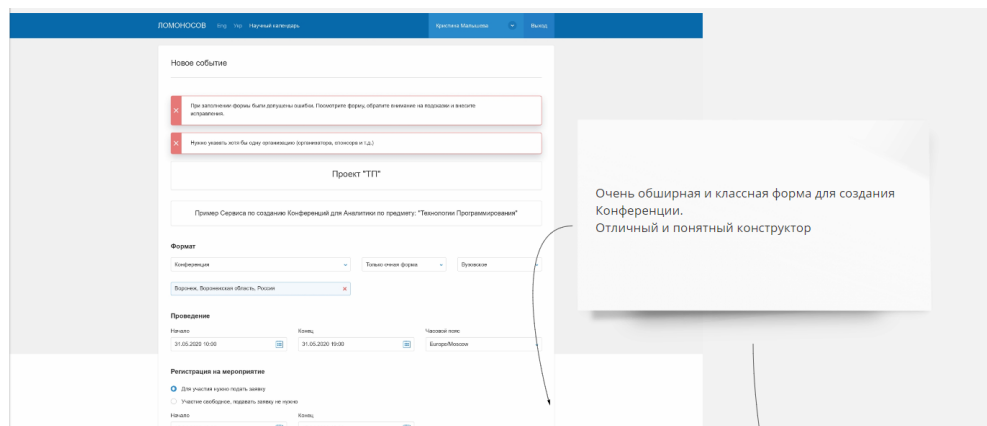 ЛОМОНОСОВ Eng Укр Научный календарь Кристина Малышева Выход
Новое событие
При заполнении формы были допущены ошибки. Посмотрите форму, обратите внимание на подсказки и внесите
исправления.
Нужно указать хотя бы одну организацию (организатора, спонсора и т.д.)
Проект "ТП"
Пример Сервиса по созданию Конференций для Аналитики по предмету: "Технологии Программирования"
Формат
Конференция Только очная форма Вузовское
Воронеж, Воронежская область, Россия
Проведение
Начало Конец Часовой пояс
31.05.2020 10:00 31.05.2020 19:00 Europe/Moscow
Регистрация на мероприятие
Для участия нужно подать заявку
Участие свободное, подавать заявку не нужно
Начало Конец
Очень обширная и классная форма для создания
Конференции.
Отличный и понятный конструктор